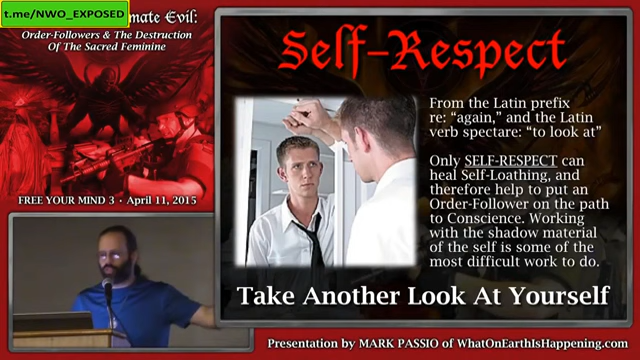 t.me/NWO_EXPOSED
mate Evil:
Order-Followers & The Destruction
Of The Sacred Feminine
FREE YOUR MIND 3 · April 11, 2015
Self-Respect
From the Latin prefix
re: “again,” and the Latin
verb spectare: “to look at”
Only SELF-RESPECT can
heal Self-Loathing, and
therefore help to put an
Order-Follower on the path
to Conscience. Working
with the shadow material
of the self is some of the
most difficult work to do.
Take Another Look At Yourself
Presentation by MARK PASSIO of WhatOnEarthIsHappening.com